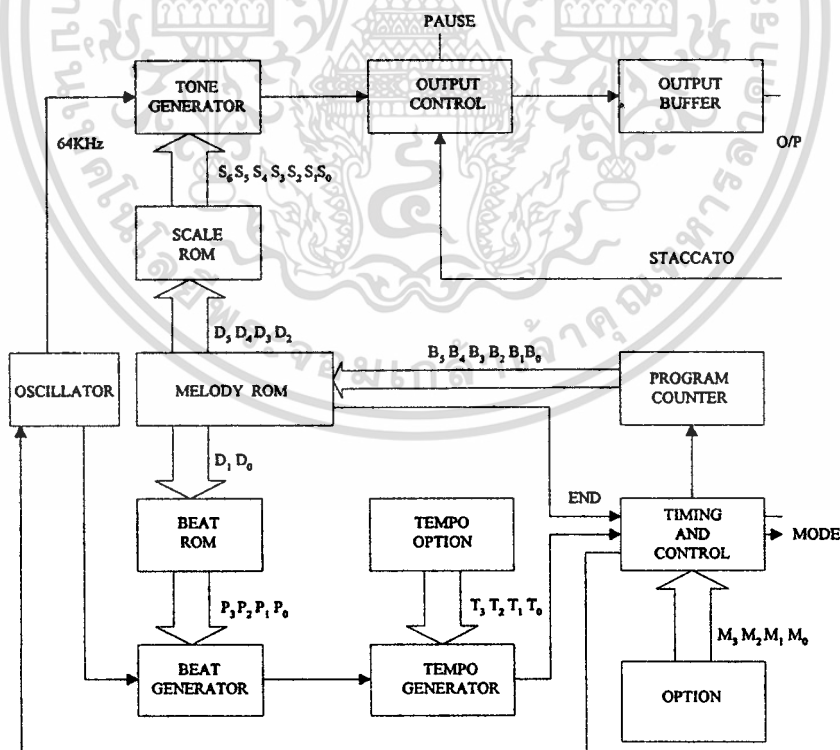 PAUSE
TONE
GENERATOR
OUTPUT
CONTROL
OUTPUT
BUFFER
64KHz
O/P
S₆ S₅ S₄ S₃ S₂ S₁ S₀
SCALE
ROM
STACCATO
D₅ D₄ D₃ D₂
B₅ B₄ B₃ B₂ B₁ B₀
OSCILLATOR
MELODY ROM
PROGRAM
COUNTER
D₁ D₀
END
BEAT
ROM
TEMPO
OPTION
TIMING
AND
CONTROL
MODE
P₃ P₂ P₁ P₀
T₃ T₂ T₁ T₀
M₃ M₂ M₁ M₀
BEAT
GENERATOR
TEMPO
GENERATOR
OPTION